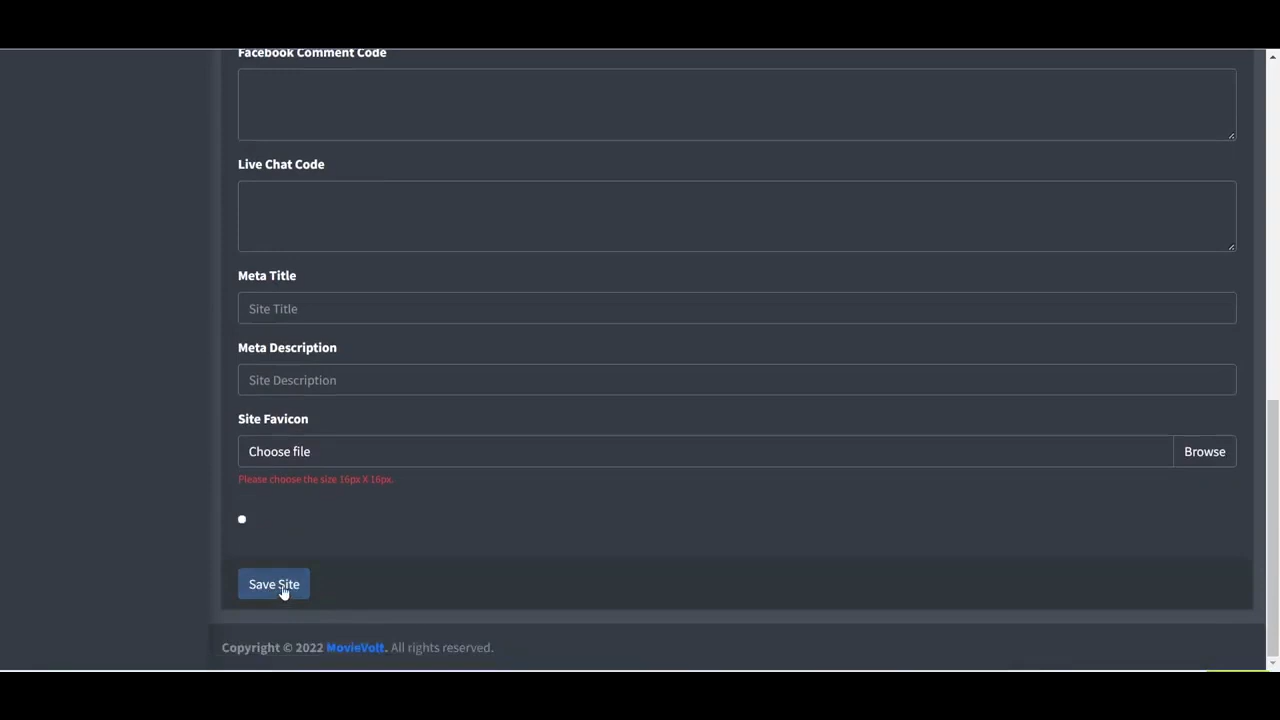 Facebook Comment Code
Live Chat Code
Meta Title
Site Title
Meta Description
Site Description
Site Favicon
Choose file
Browse
Please choose the size 16px X 16px.
Save Site
Copyright © 2022 MovieVolt. All rights reserved.